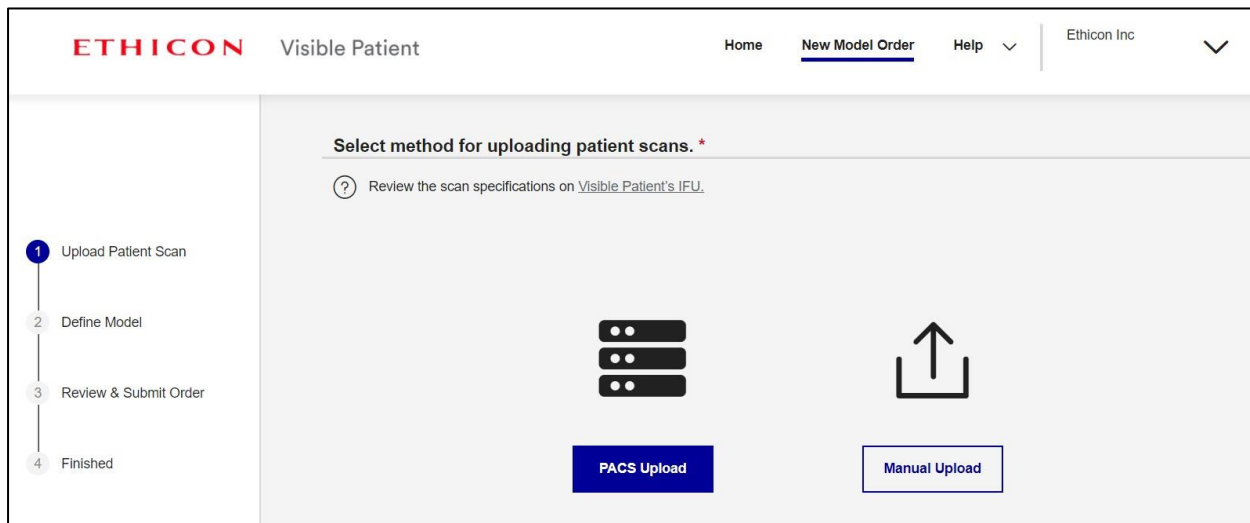 ETHICON Visible Patient Home New Model Order Help Ethicon Inc
Select method for uploading patient scans. *
? Review the scan specifications on Visible Patient's IFU.
1 Upload Patient Scan
2 Define Model
3 Review & Submit Order
4 Finished
PACS Upload Manual Upload